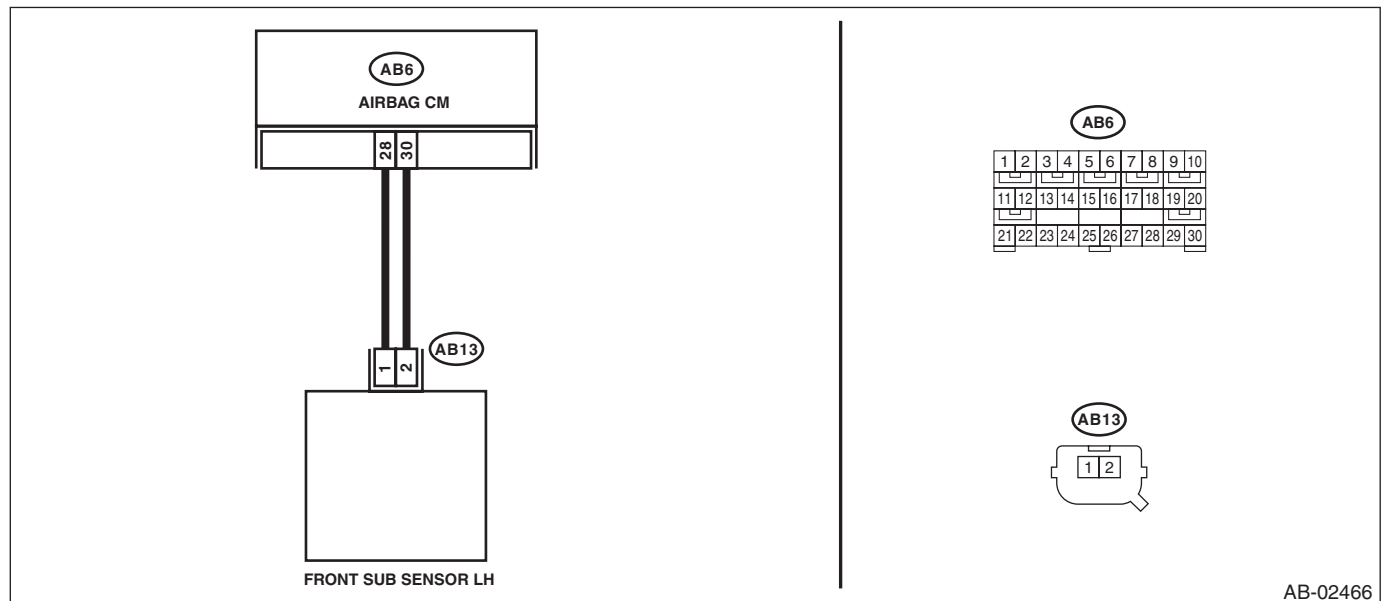 AB6
AIRBAG CM
28 30
AB13
1 2
FRONT SUB SENSOR LH
AB6
1 2 3 4 5 6 7 8 9 10
11 12 13 14 15 16 17 18 19 20
21 22 23 24 25 26 27 28 29 30
AB13
1 2
AB-02466